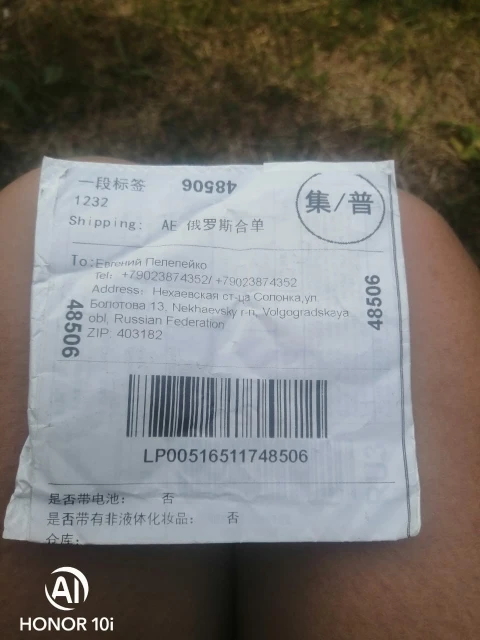 一段标签
48506
集/普
1232
Shipping: AE 俄罗斯合单
To: Евгений Пепепейко
Tel: +79023874352/ +79023874352
Address: Нехаевская ст-ца Солонка,ул.
Болотова 13, Nekhaevsky r-n, Volgogradskaya
obl, Russian Federation
ZIP: 403182
48506
48506
LP00516511748506
是否带电池: 否
是否带有非液体化妆品: 否
仓库:
AI
HONOR 10i